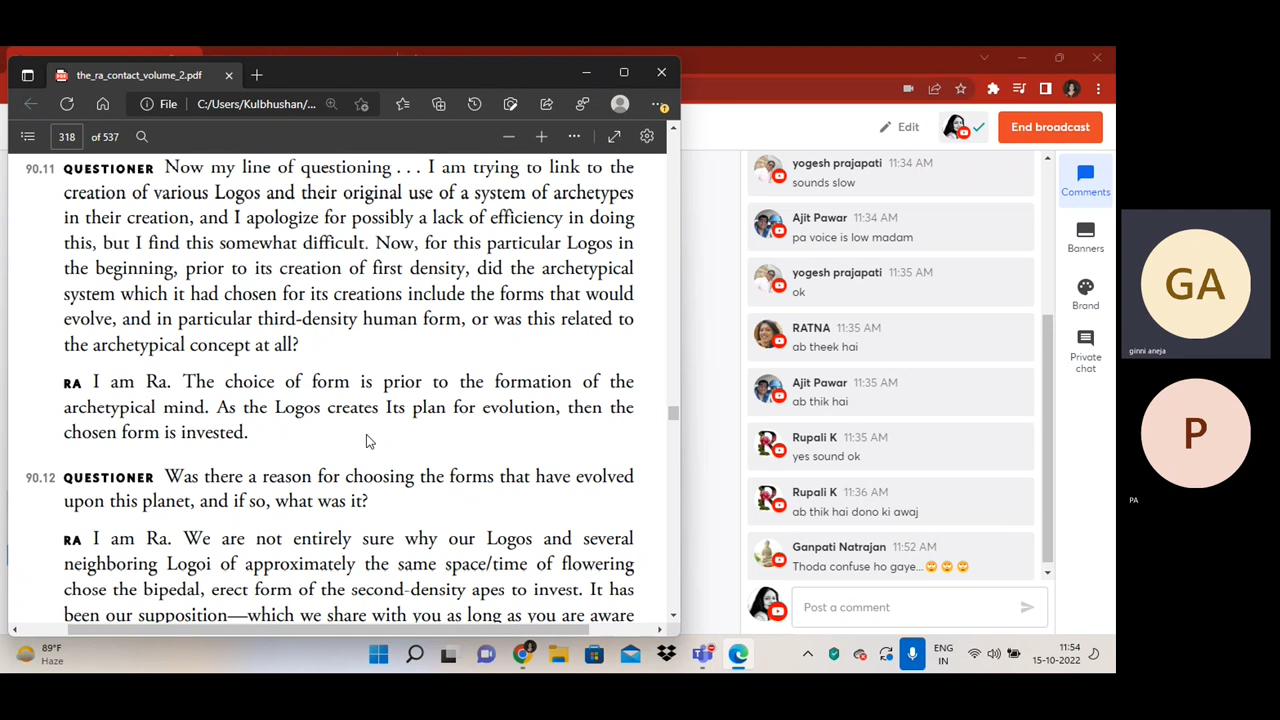 the_ra_contact_volume_2.pdf
File C:/Users/Kulbhushan/...
318 of 537
90.11 QUESTIONER Now my line of questioning . . . I am trying to link to the
creation of various Logos and their original use of a system of archetypes
in their creation, and I apologize for possibly a lack of efficiency in doing
this, but I find this somewhat difficult. Now, for this particular Logos in
the beginning, prior to its creation of first density, did the archetypical
system which it had chosen for its creations include the forms that would
evolve, and in particular third-density human form, or was this related to
the archetypical concept at all?
RA I am Ra. The choice of form is prior to the formation of the
archetypical mind. As the Logos creates Its plan for evolution, then the
chosen form is invested.
90.12 QUESTIONER Was there a reason for choosing the forms that have evolved
upon this planet, and if so, what was it?
RA I am Ra. We are not entirely sure why our Logos and several
neighboring Logoi of approximately the same space/time of flowering
chose the bipedal, erect form of the second-density apes to invest. It has
been our supposition—which we share with you as long as you are aware
Edit
End broadcast
yogesh prajapati 11:34 AM
sounds slow
Ajit Pawar 11:34 AM
pa voice is low madam
yogesh prajapati 11:35 AM
ok
RATNA 11:35 AM
ab theek hai
Ajit Pawar 11:35 AM
ab thik hai
Rupali K 11:35 AM
yes sound ok
Rupali K 11:36 AM
ab thik hai dono ki awaj
Ganpati Natrajan 11:52 AM
Thoda confuse ho gaye...🙄🙄🙄
Post a comment
Comments
Banners
Brand
Private
chat
GA
ginni aneja
P
PA
89°F
Haze
ENG
IN
11:54
15-10-2022